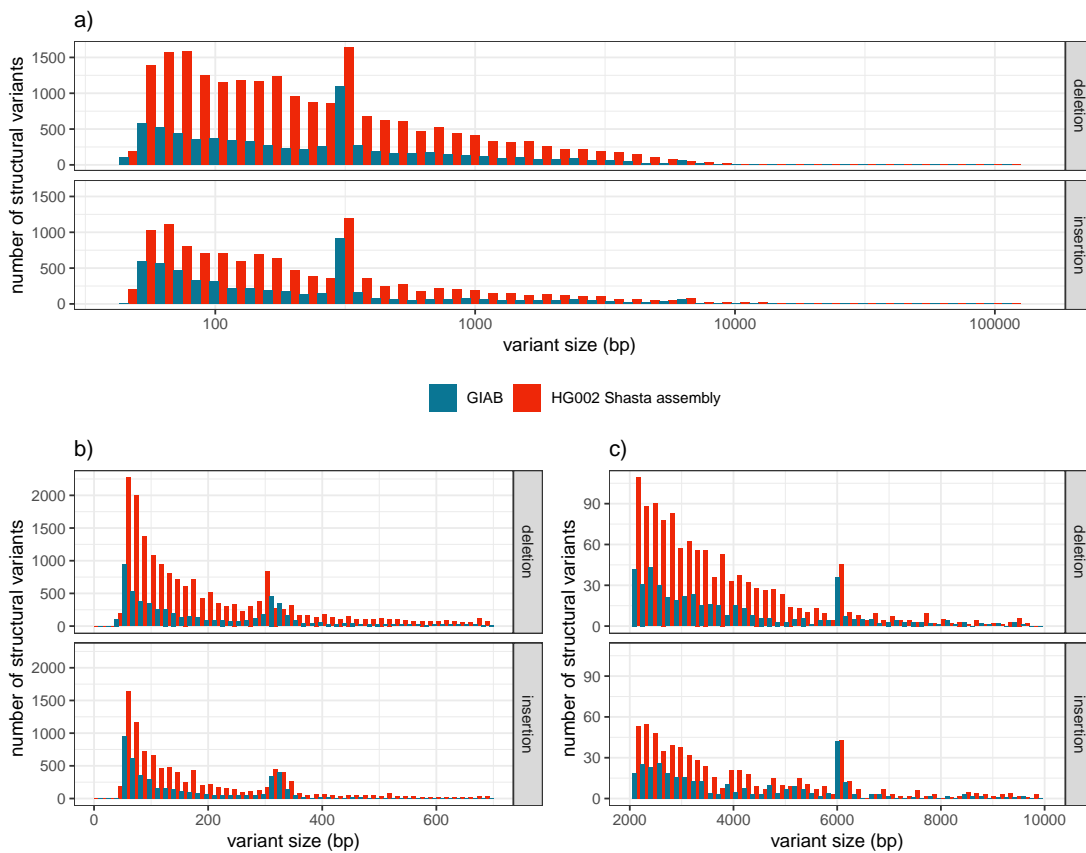 a)
number of structural variants
1500
1000
500
0
deletion
1500
1000
500
0
insertion
100
1000
10000
100000
variant size (bp)
GIAB
HG002 Shasta assembly
b)
number of structural variants
2000
1500
1000
500
0
deletion
2000
1500
1000
500
0
insertion
0
200
400
600
variant size (bp)
c)
number of structural variants
90
60
30
0
deletion
90
60
30
0
insertion
2000
4000
6000
8000
10000
variant size (bp)